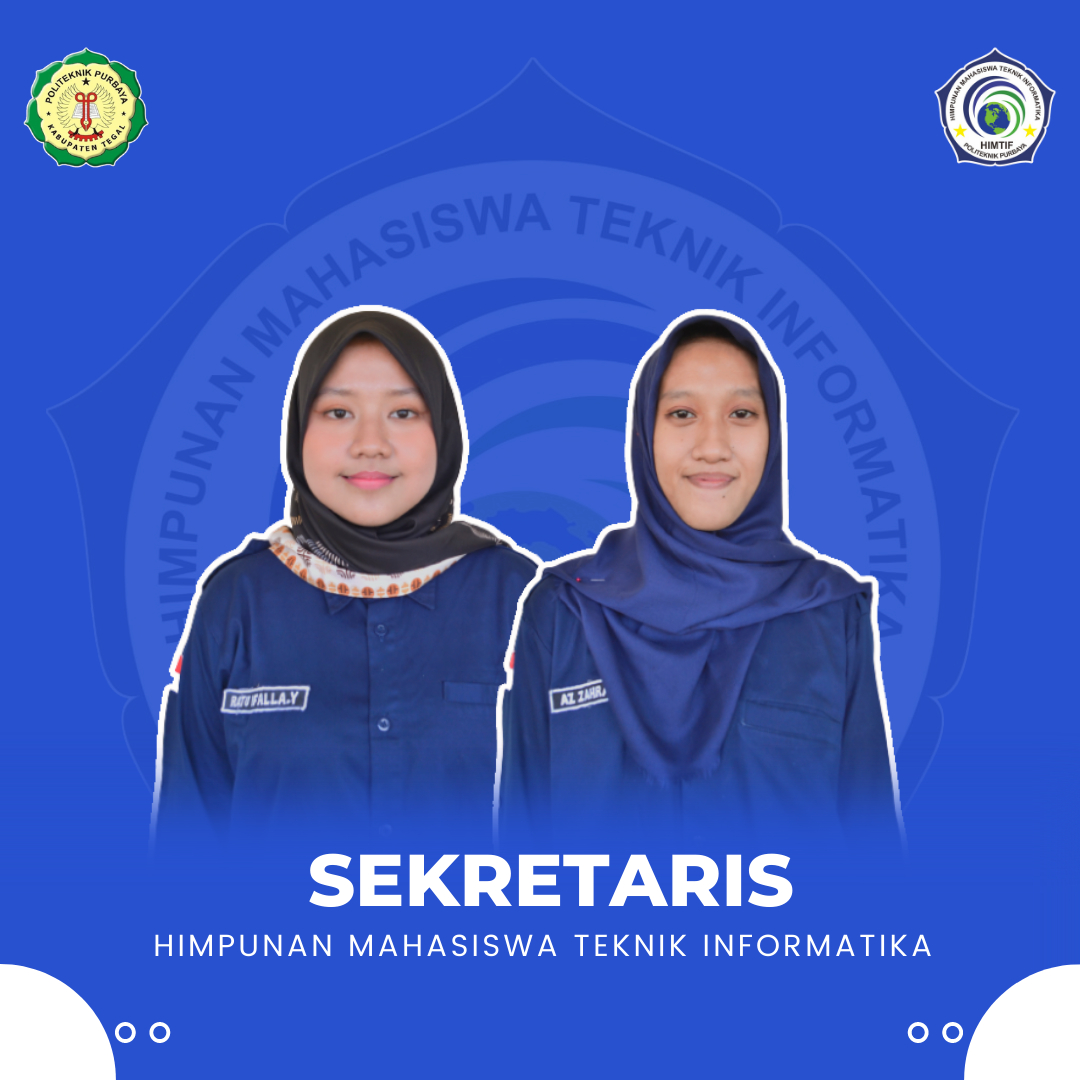 POLITEKNIK PURBAYA
KABUPATEN TEGAL
HIMPUNAN MAHASISWA TEKNIK INFORMATIKA
HIMTIF
POLITEKNIK PURBAYA
HIMPUNAN MAHASISWA TEKNIK INFORMATIKA
SEKRETARIS
HIMPUNAN MAHASISWA TEKNIK INFORMATIKA